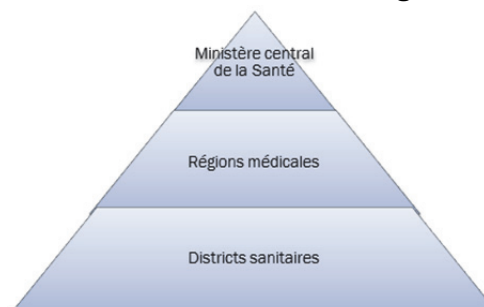 Ministère central
de la Santé
Régions médicales
Districts sanitaires